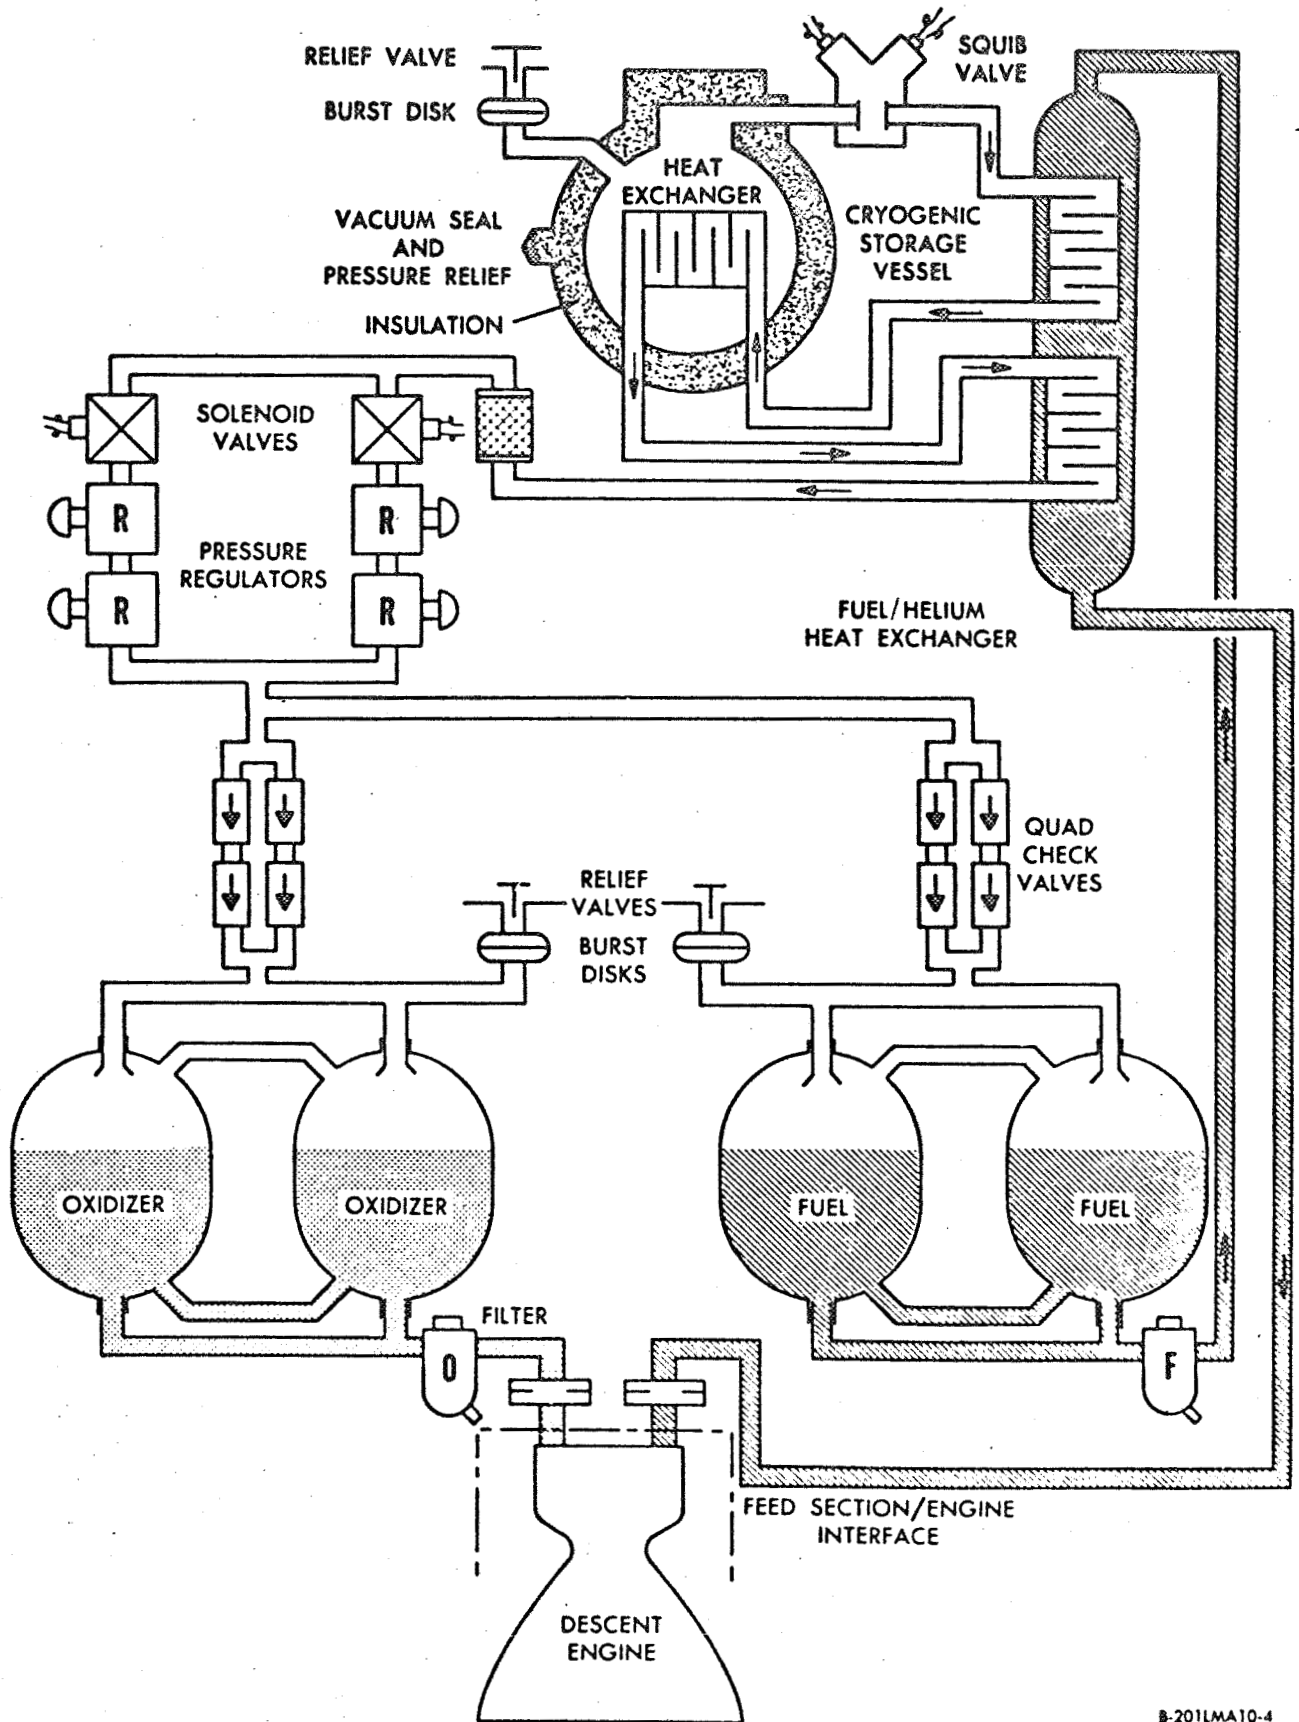 RELIEF VALVE
BURST DISK
SQUIB
VALVE
HEAT
EXCHANGER
VACUUM SEAL
AND
PRESSURE RELIEF
CRYOGENIC
STORAGE
VESSEL
INSULATION
SOLENOID
VALVES
R
R
PRESSURE
REGULATORS
R
R
FUEL/HELIUM
HEAT EXCHANGER
QUAD
CHECK
VALVES
RELIEF
VALVES
BURST
DISKS
OXIDIZER
OXIDIZER
FUEL
FUEL
FILTER
O
F
FEED SECTION/ENGINE
INTERFACE
DESCENT
ENGINE
B-201LMA10-4